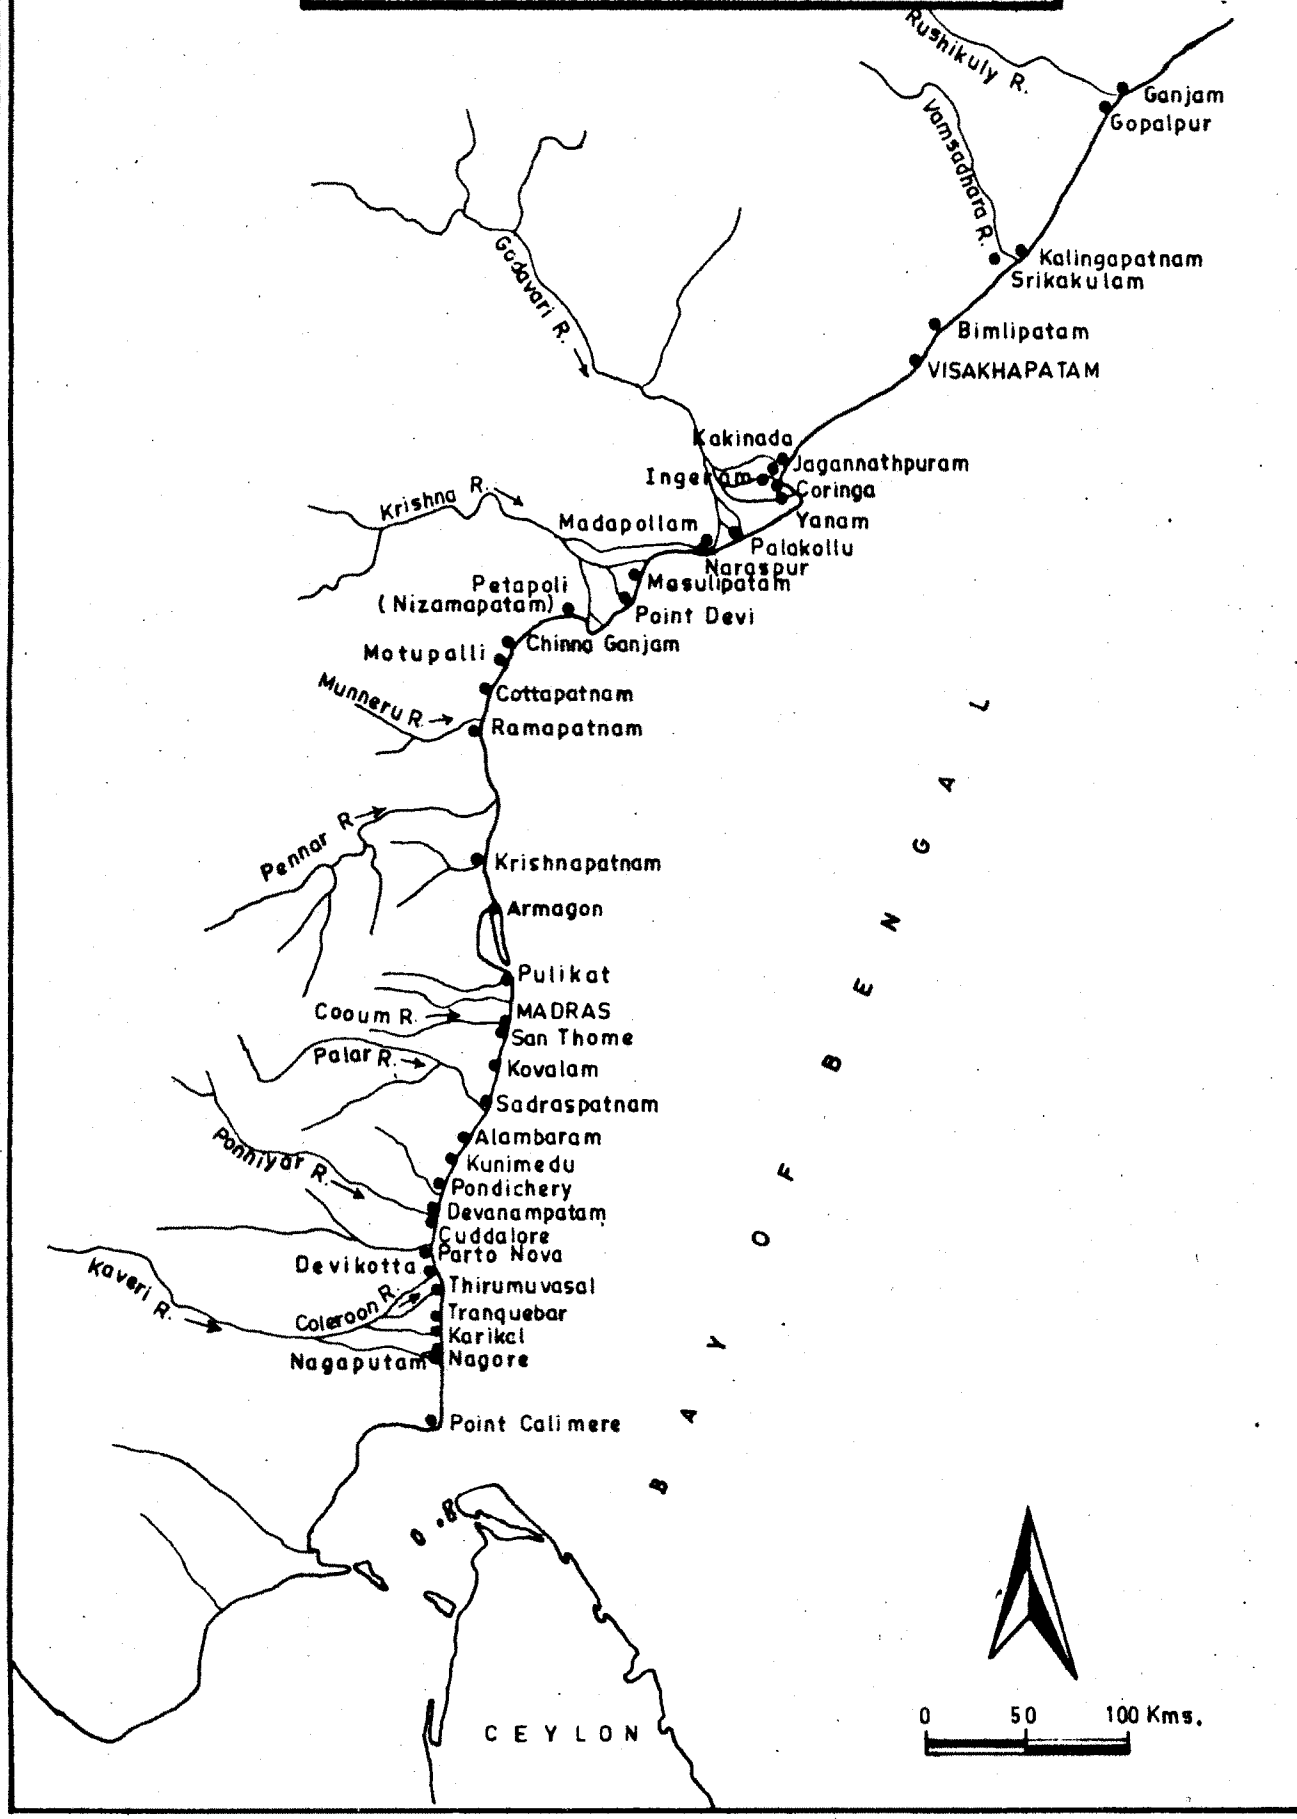 Rushikuly R.
Ganjam
Gopalpur
Vamsadhara R.
Kalingapatnam
Srikakulam
Bimlipatam
VISAKHAPATAM
Godavari R.
Kakinada
Jagannathpuram
Ingeram
Coringa
Yanam
Krishna R.
Madapollam
Palakollu
Naraspur
Masulipatam
Petapoli
(Nizamapatam)
Point Devi
Chinna Ganjam
Motupalli
Cottapatnam
Munneru R.
Ramapatnam
Pennar R
Krishnapatnam
Armagon
Pulikat
Cooum R.
MADRAS
San Thome
Palar R.
Kovalam
Sadraspatnam
Alambaram
Ponniyar R.
Kunimedu
Pondichery
Devanampatam
Cuddalore
Parto Nova
Devikotta
Kaveri R.
Thirumuvasal
Coleroon R.
Tranquebar
Karikal
Nagaputam
Nagore
Point Calimere
BAY OF BENGAL
CEYLON
0 50 100 Kms.